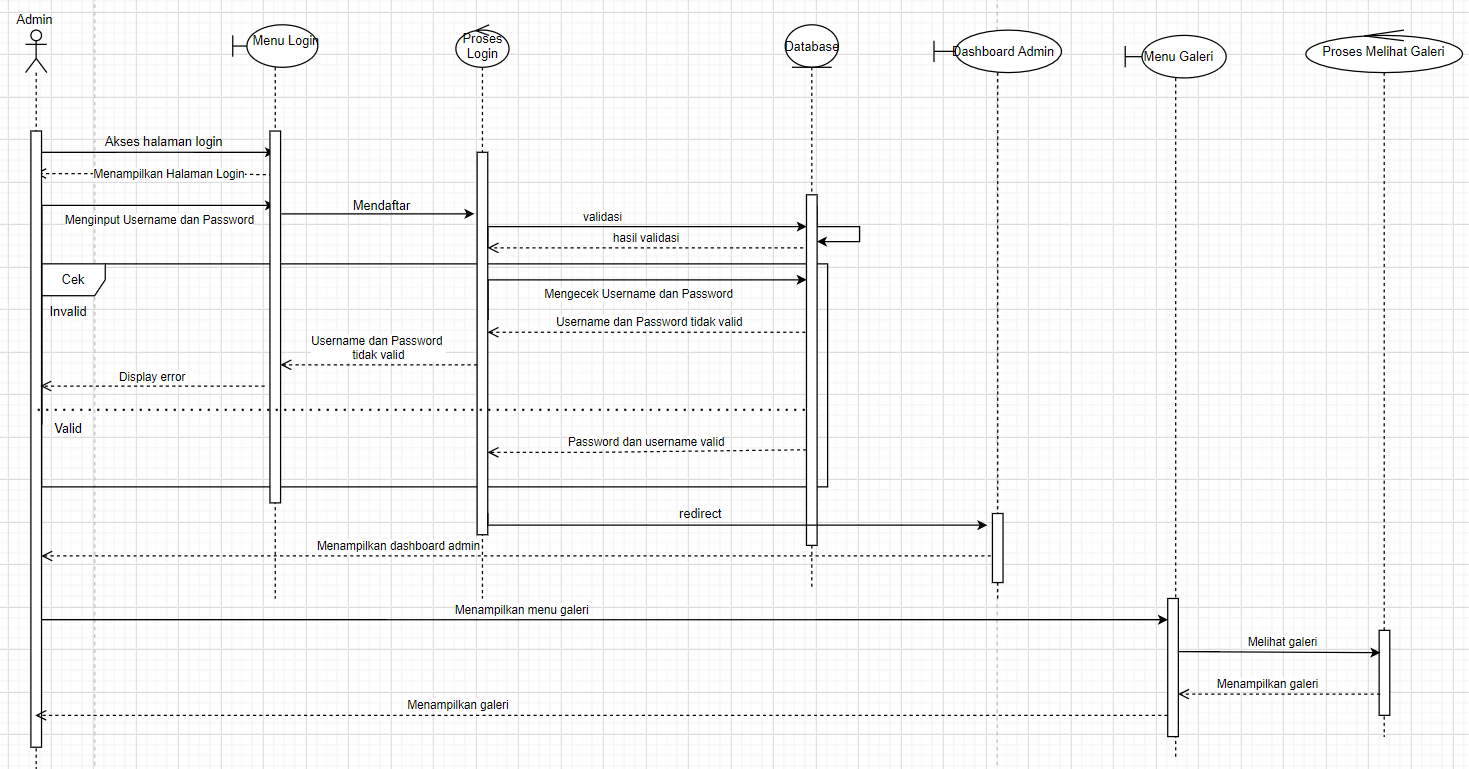 Admin
Menu Login
Proses
Login
Database
Dashboard Admin
Menu Galeri
Proses Melihat Galeri
Akses halaman login
Menampilkan Halaman Login
Menginput Username dan Password
Mendaftar
validasi
hasil validasi
Cek
Invalid
Mengecek Username dan Password
Username dan Password tidak valid
Username dan Password
tidak valid
Display error
Valid
Password dan username valid
redirect
Menampilkan dashboard admin
Menampilkan menu galeri
Melihat galeri
Menampilkan galeri
Menampilkan galeri